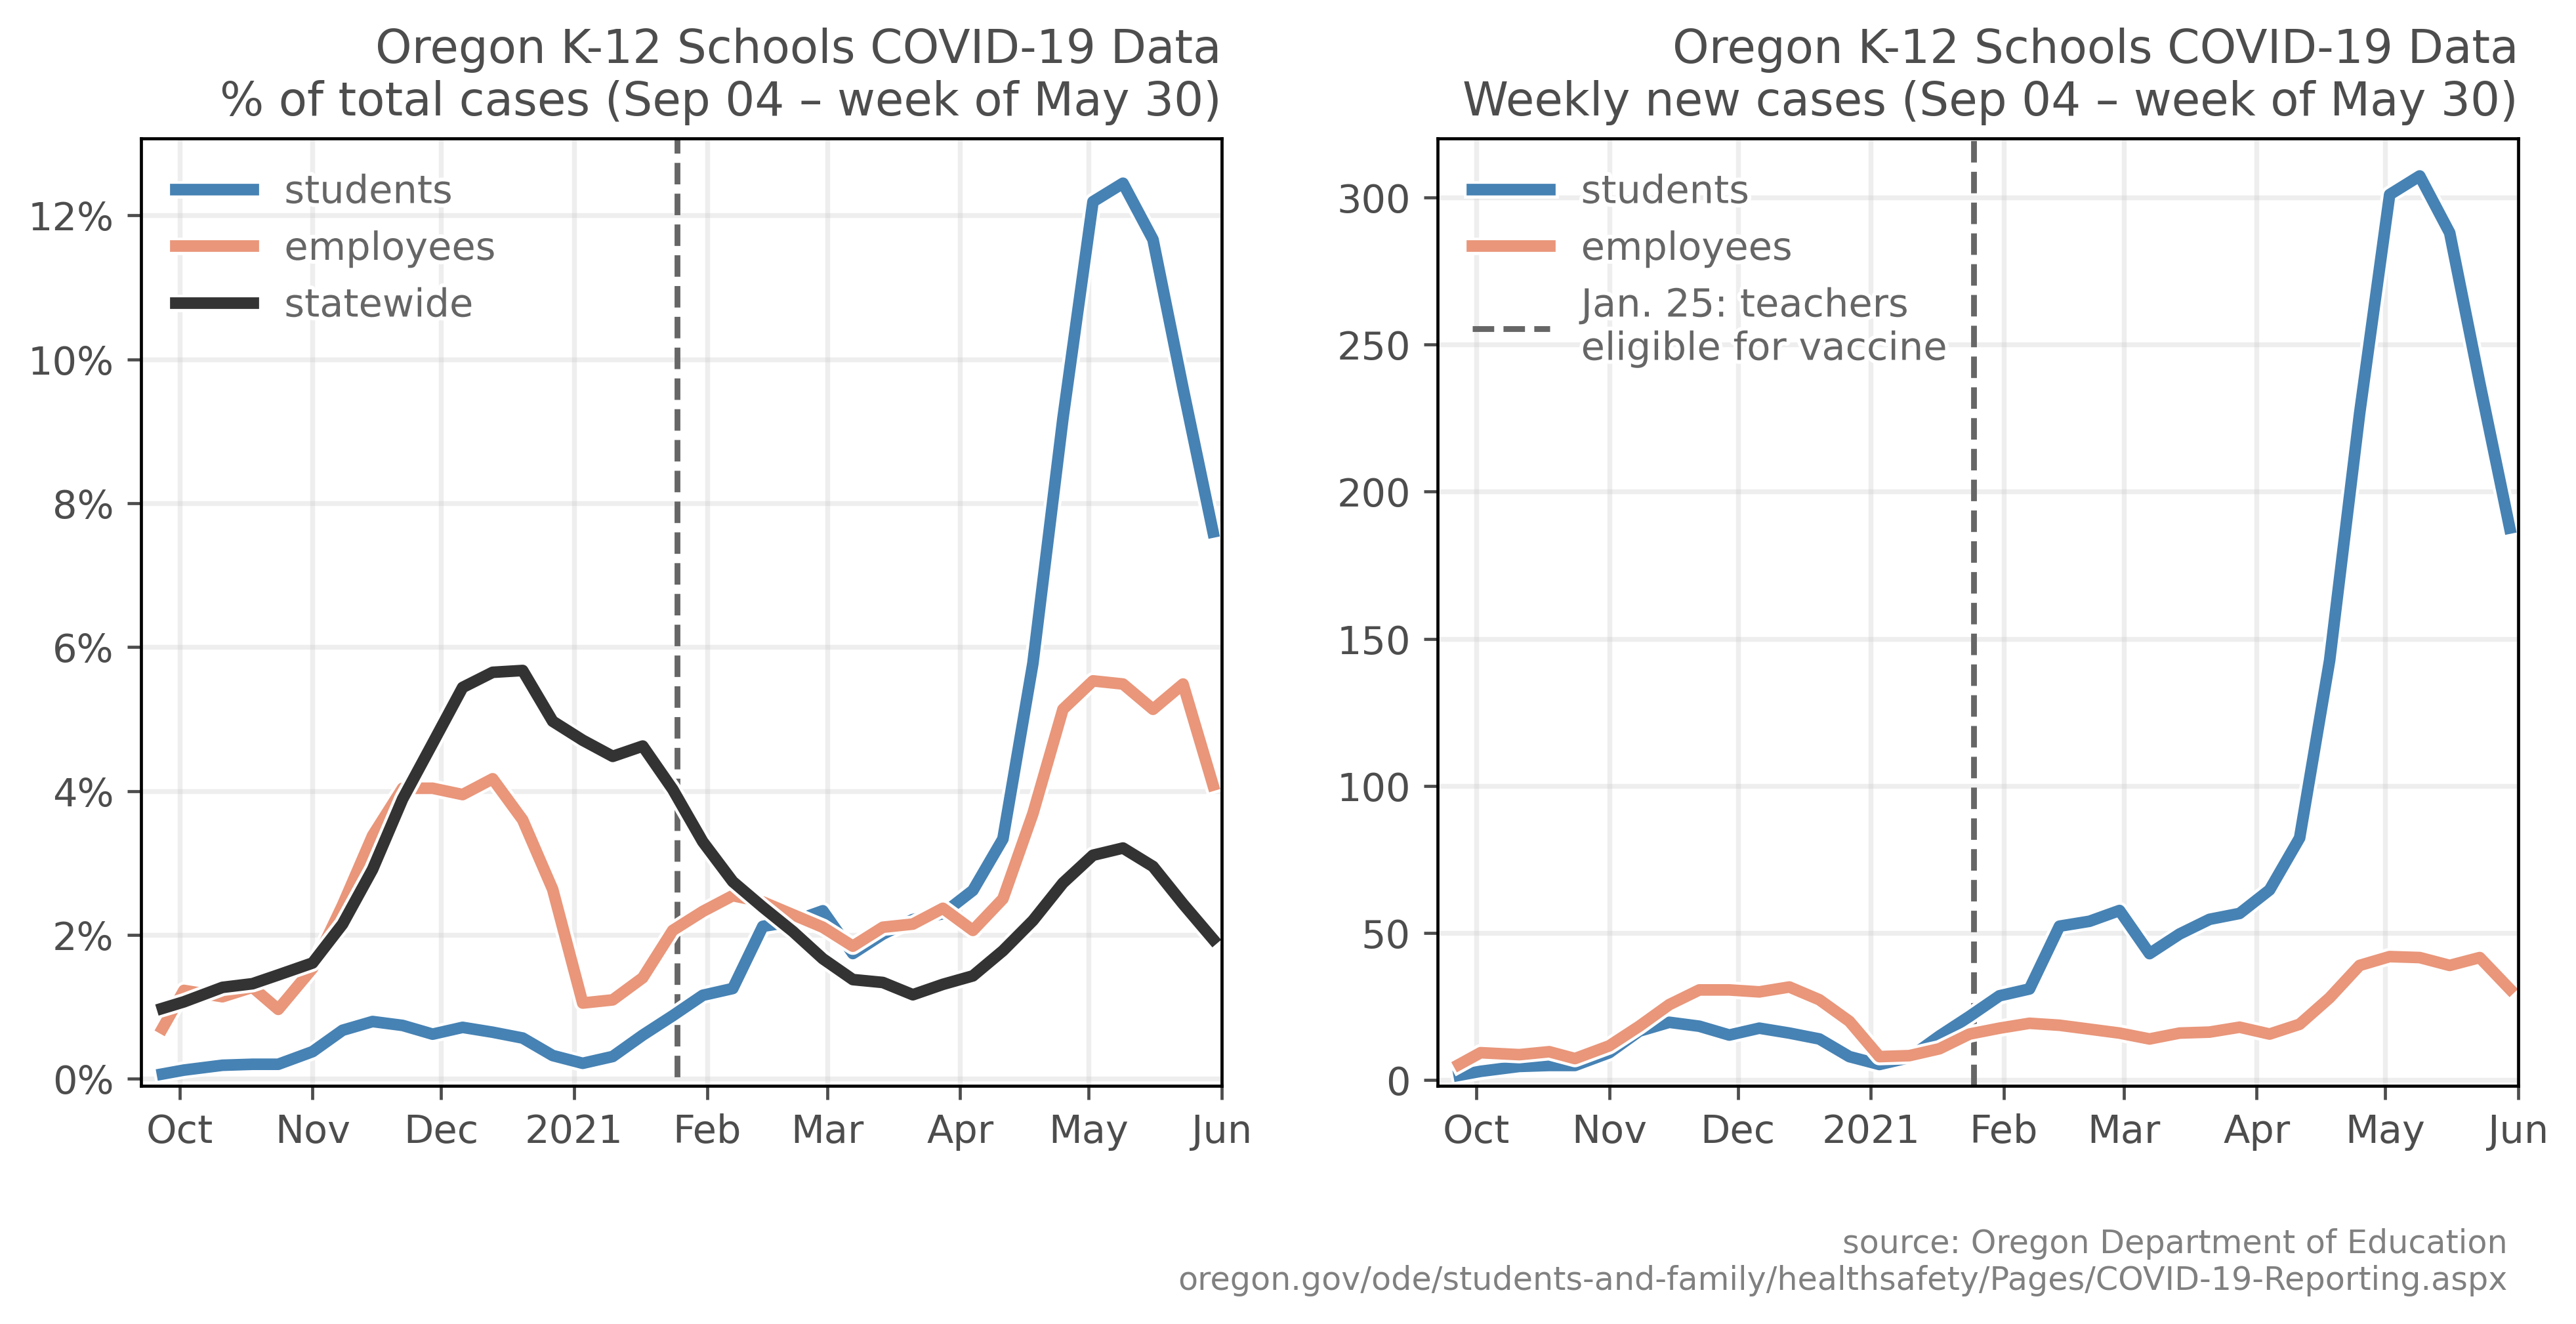 Oregon K-12 Schools COVID-19 Data
% of total cases (Sep 04 – week of May 30)
students
employees
statewide
12%
10%
8%
6%
4%
2%
0%
Oct Nov Dec 2021 Feb Mar Apr May Jun
Oregon K-12 Schools COVID-19 Data
Weekly new cases (Sep 04 – week of May 30)
students
employees
Jan. 25: teachers
eligible for vaccine
300
250
200
150
100
50
0
Oct Nov Dec 2021 Feb Mar Apr May Jun
source: Oregon Department of Education
oregon.gov/ode/students-and-family/healthsafety/Pages/COVID-19-Reporting.aspx